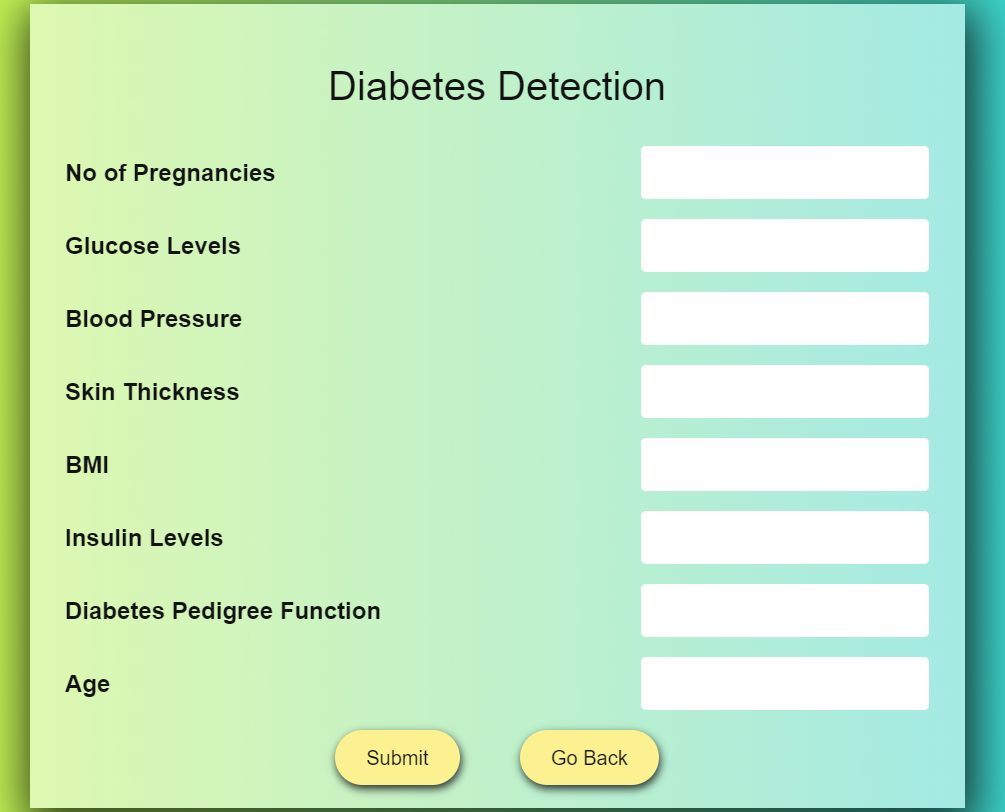 Diabetes Detection
No of Pregnancies
Glucose Levels
Blood Pressure
Skin Thickness
BMI
Insulin Levels
Diabetes Pedigree Function
Age
Submit Go Back